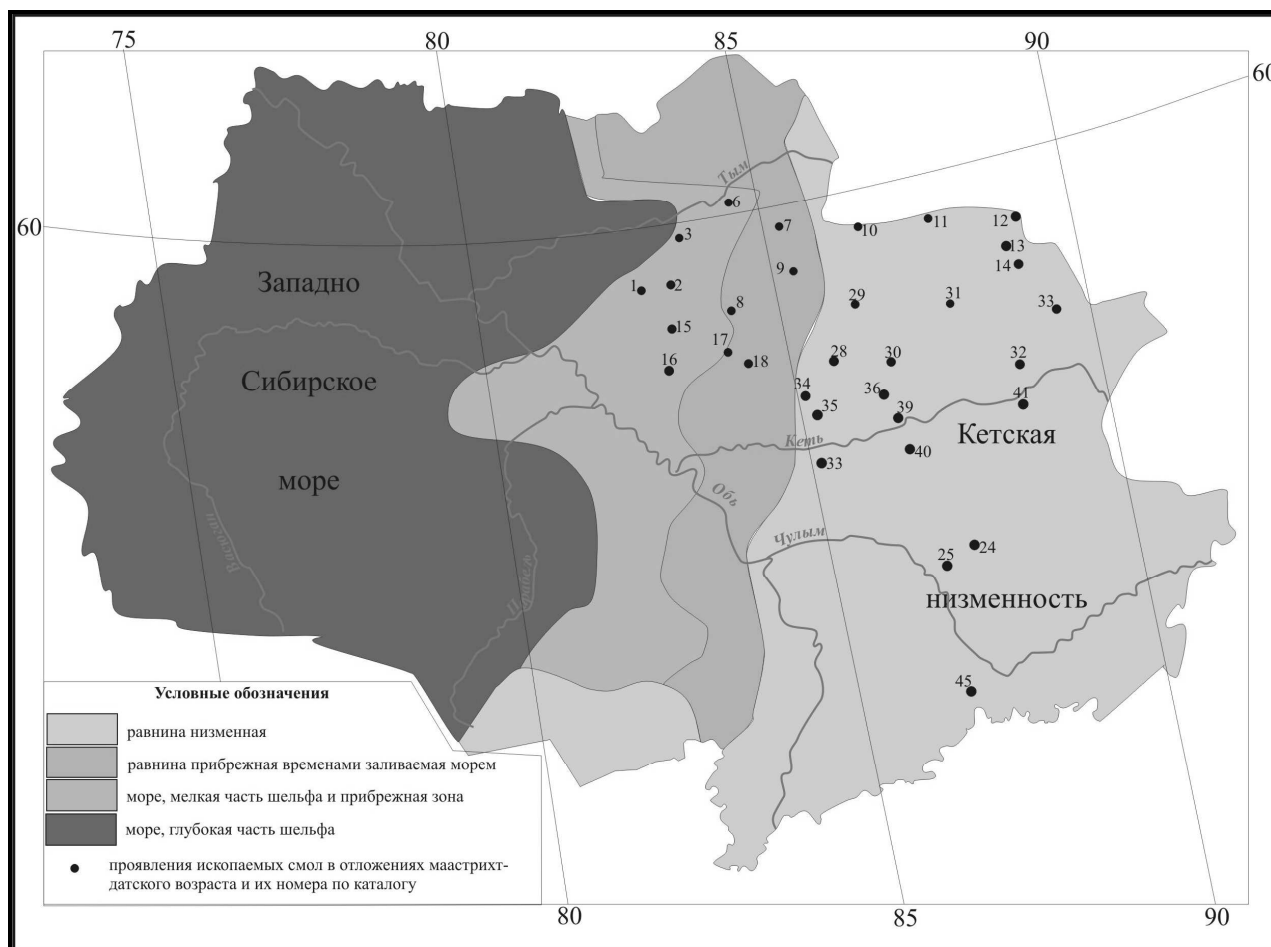 75
80
85
90
60
60
Тым
6
3
7
10
11
12
13
14
9
Западно
1
2
8
29
31
33
15
17
18
28
30
32
16
34
36
Сибирское
35
39
41
Кеть
Кетская
40
33
море
Обь
Васюган
Парабель
Чулым
24
25
низменность
45
Условные обозначения
равнина низменная
равнина прибрежная временами заливаемая морем
море, мелкая часть шельфа и прибрежная зона
море, глубокая часть шельфа
проявления ископаемых смол в отложениях маастрихт-
датского возраста и их номера по каталогу
80
85
90